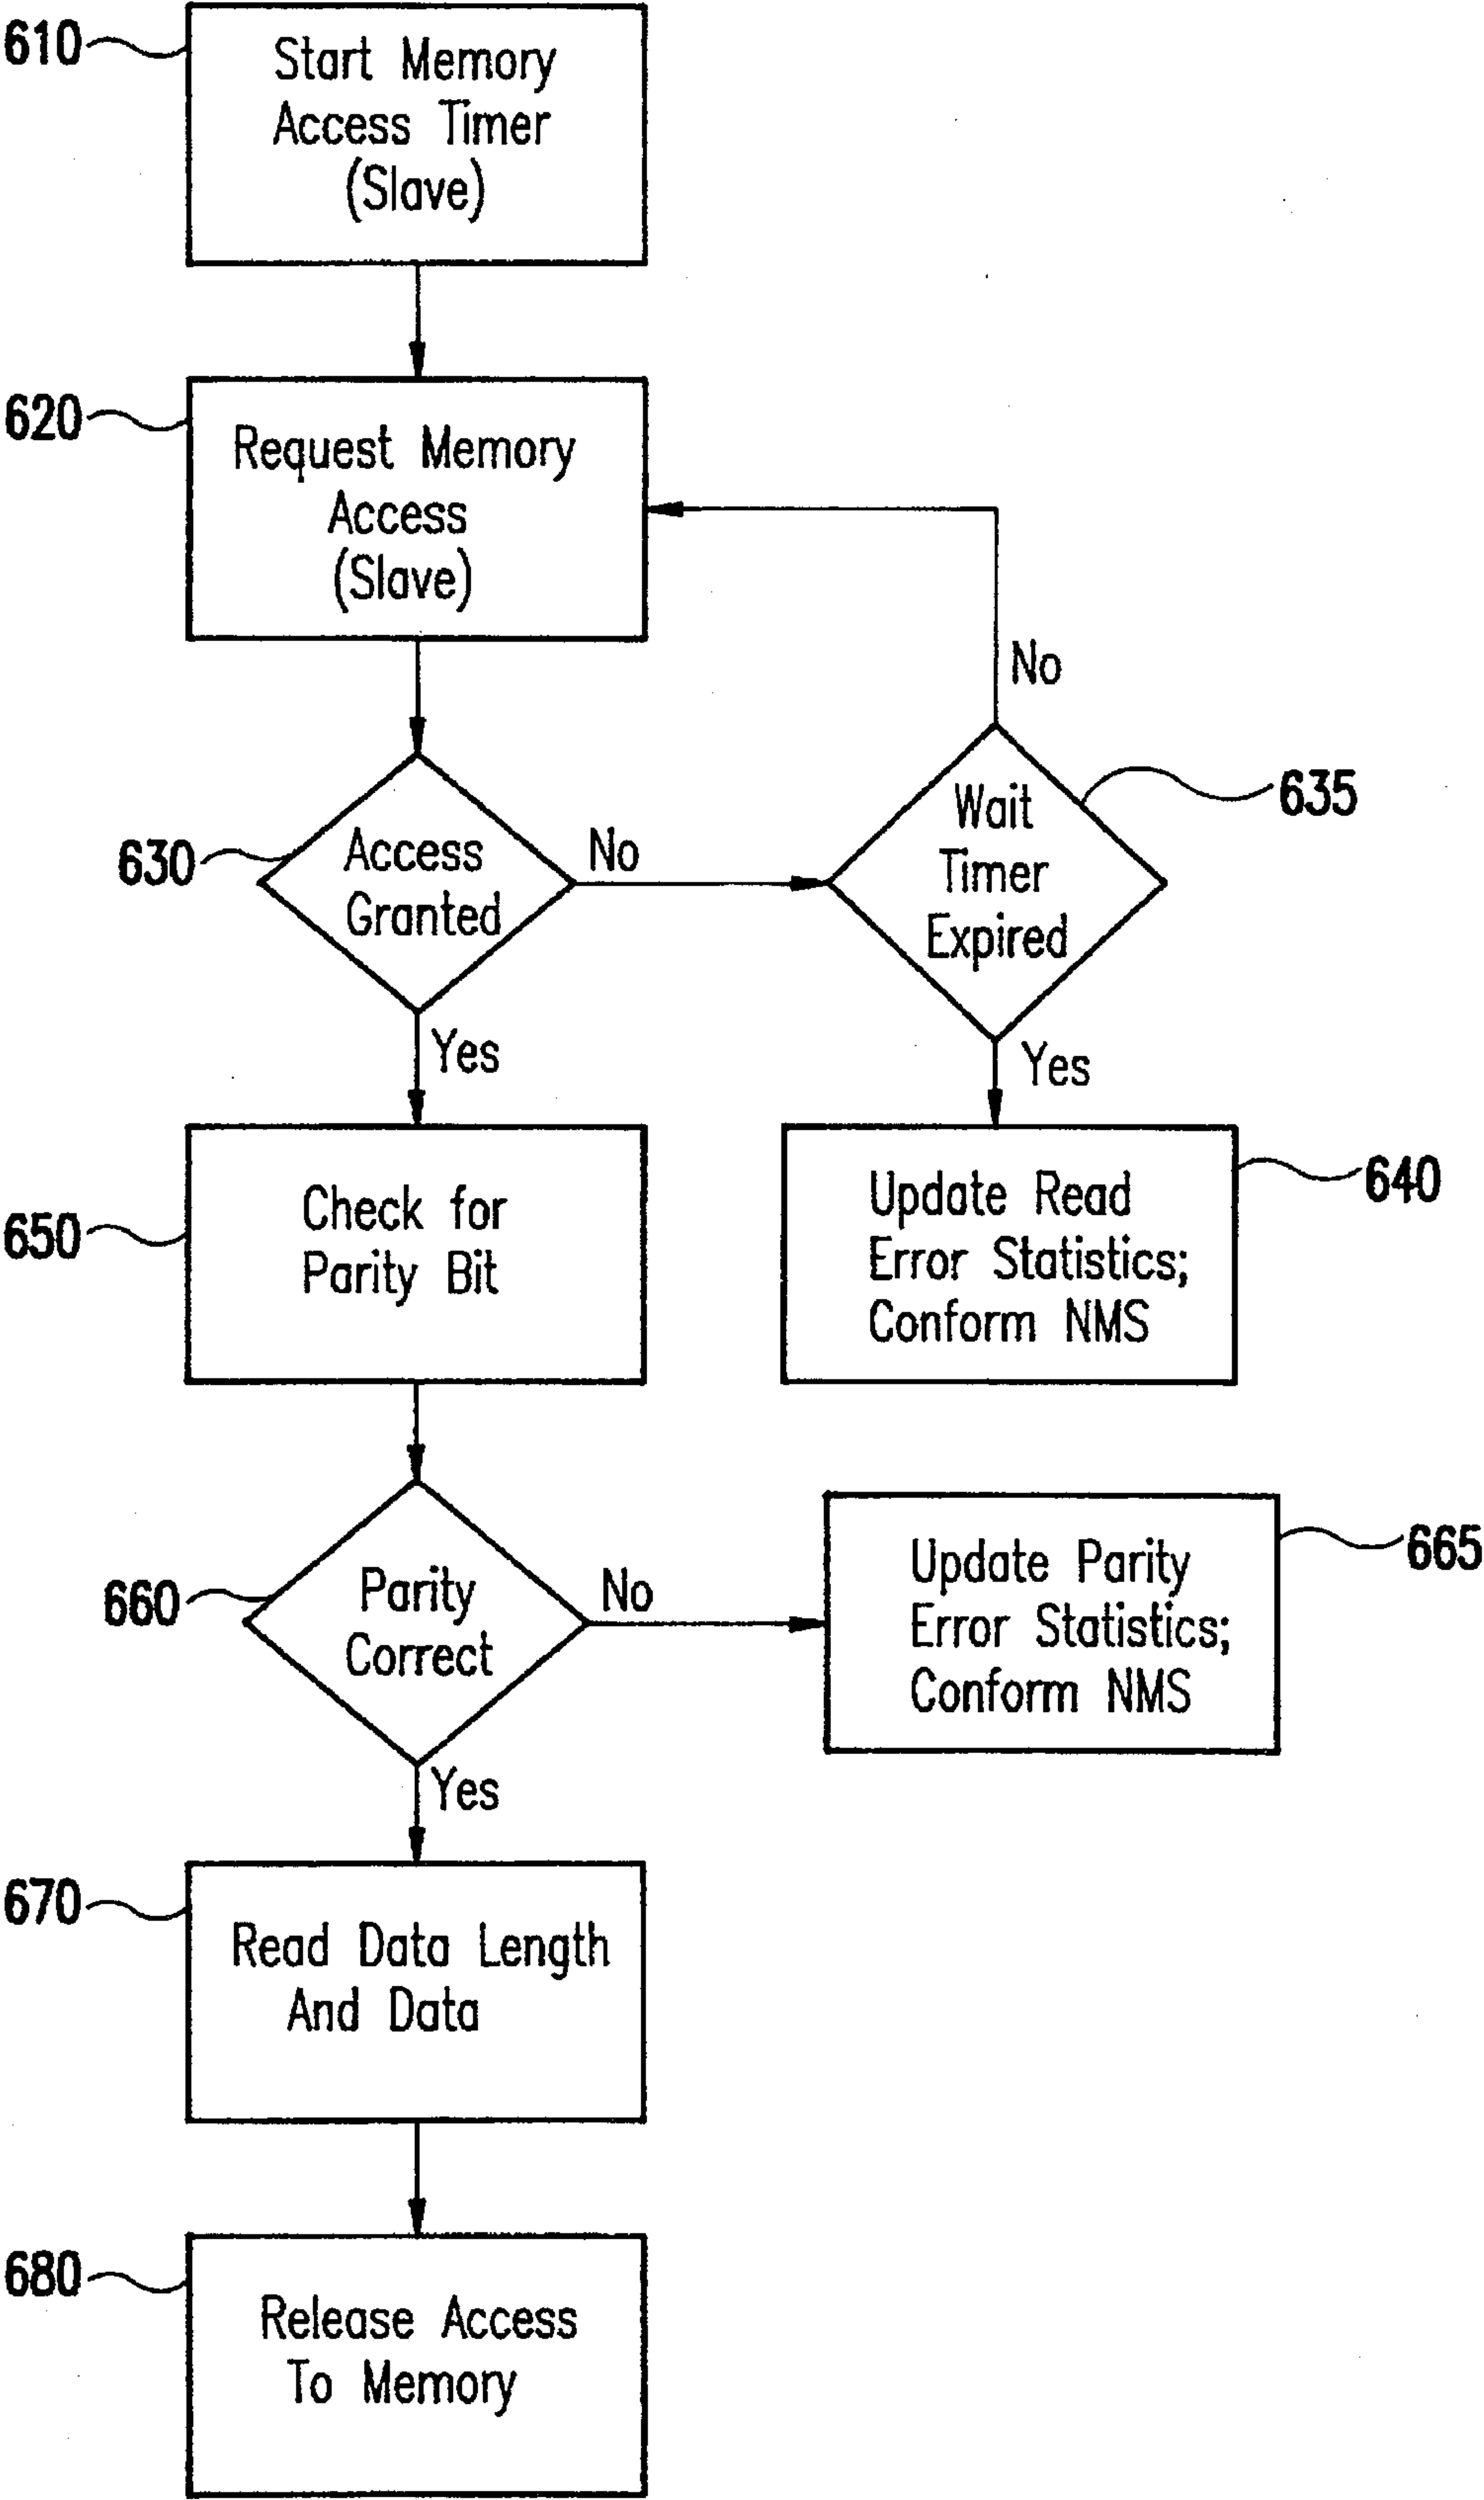 610
Start Memory
Access Timer
(Slave)
620
Request Memory
Access
(Slave)
No
630
Access
Granted
No
Wait
Timer
Expired
635
Yes
Yes
650
Check for
Parity Bit
Update Read
Error Statistics;
Conform NMS
640
660
Parity
Correct
No
Update Parity
Error Statistics;
Conform NMS
665
Yes
670
Read Data Length
And Data
680
Release Access
To Memory